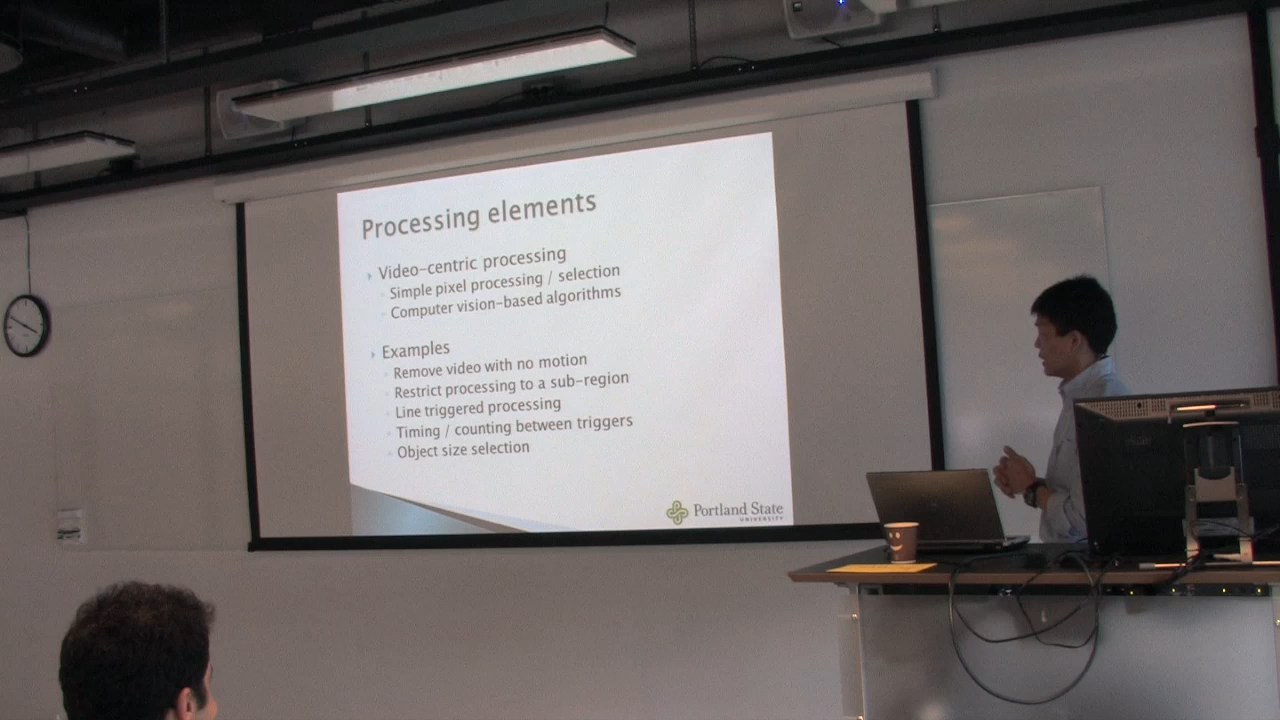 Processing elements
Video-centric processing
Simple pixel processing / selection
Computer vision-based algorithms
Examples
Remove video with no motion
Restrict processing to a sub-region
Line triggered processing
Timing / counting between triggers
Object size selection
Portland State
UNIVERSITY